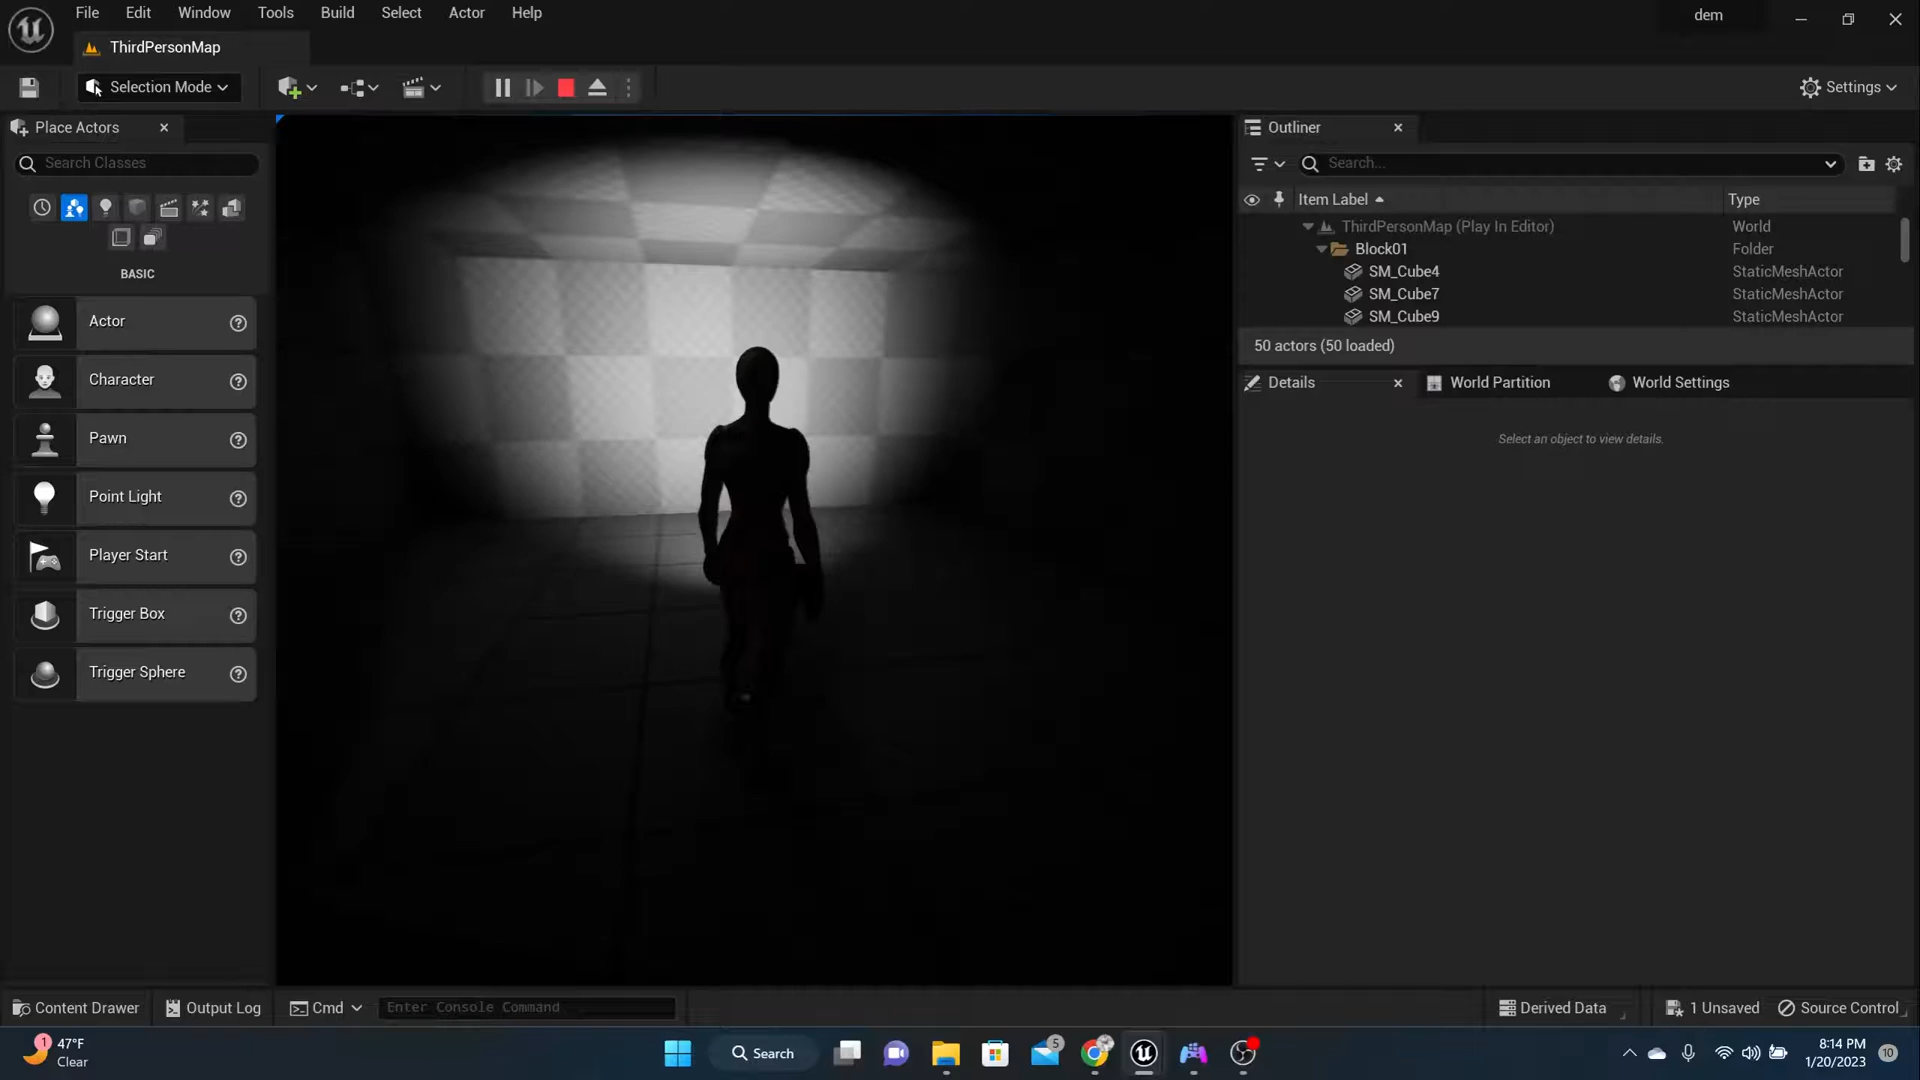 File Edit Window Tools Build Select Actor Help
dem
ThirdPersonMap
Selection Mode
Settings
Place Actors
Outliner
Search Classes
Search...
Item Label Type
ThirdPersonMap (Play In Editor) World
Block01 Folder
SM_Cube4 StaticMeshActor
SM_Cube7 StaticMeshActor
SM_Cube9 StaticMeshActor
50 actors (50 loaded)
BASIC
Actor
Character
Pawn
Point Light
Player Start
Trigger Box
Trigger Sphere
Details World Partition World Settings
Select an object to view details.
Content Drawer Output Log Cmd Enter Console Command Derived Data 1 Unsaved Source Control
1
47°F
Clear
Search
5
8:14 PM
1/20/2023
10